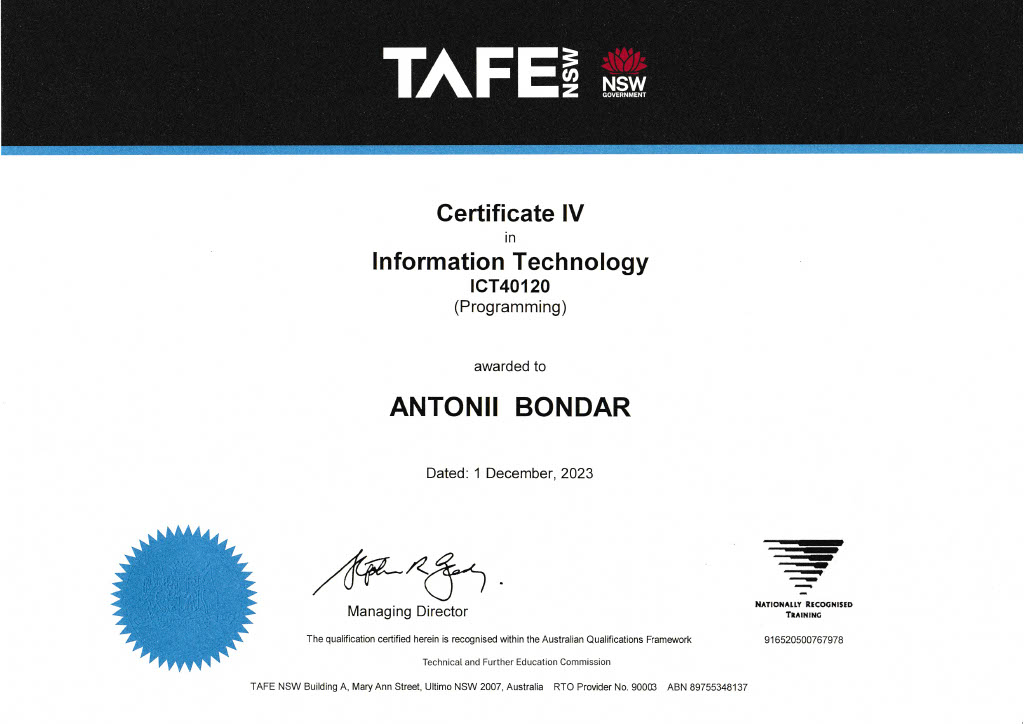 TAFE NSW
NSW
GOVERNMENT
Certificate IV
in
Information Technology
ICT40120
(Programming)
awarded to
ANTONII BONDAR
Dated: 1 December, 2023
Managing Director
NATIONALLY RECOGNISED
TRAINING
The qualification certified herein is recognised within the Australian Qualifications Framework
916520500767978
Technical and Further Education Commission
TAFE NSW Building A, Mary Ann Street, Ultimo NSW 2007, Australia RTO Provider No. 90003 ABN 89755348137